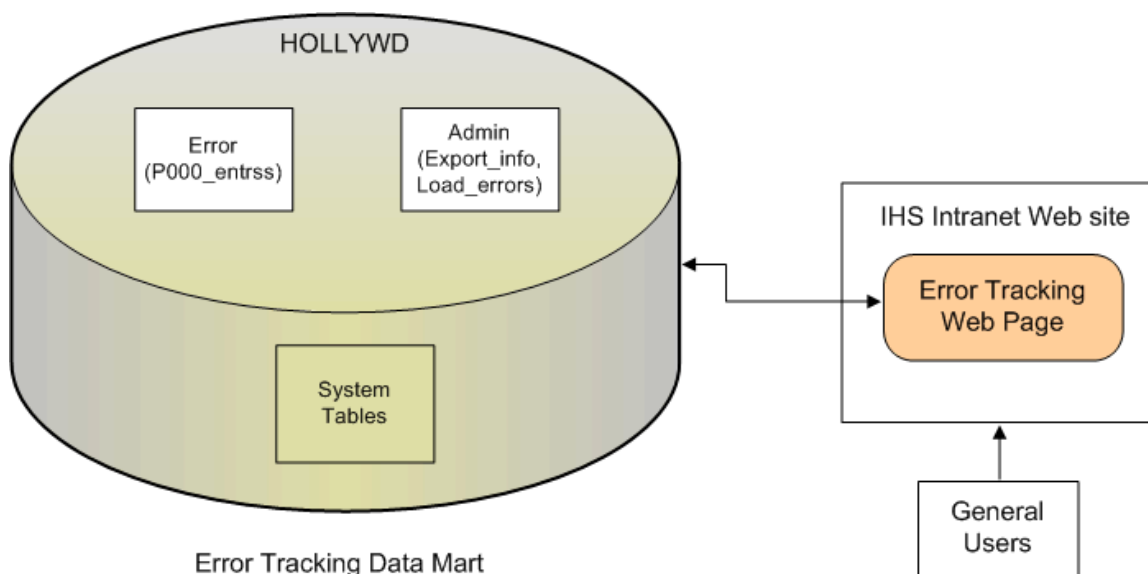 HOLLYWD
Error
(P000_entrss)
Admin
(Export_info,
Load_errors)
System
Tables
Error Tracking Data Mart
IHS Intranet Web site
Error Tracking
Web Page
General
Users